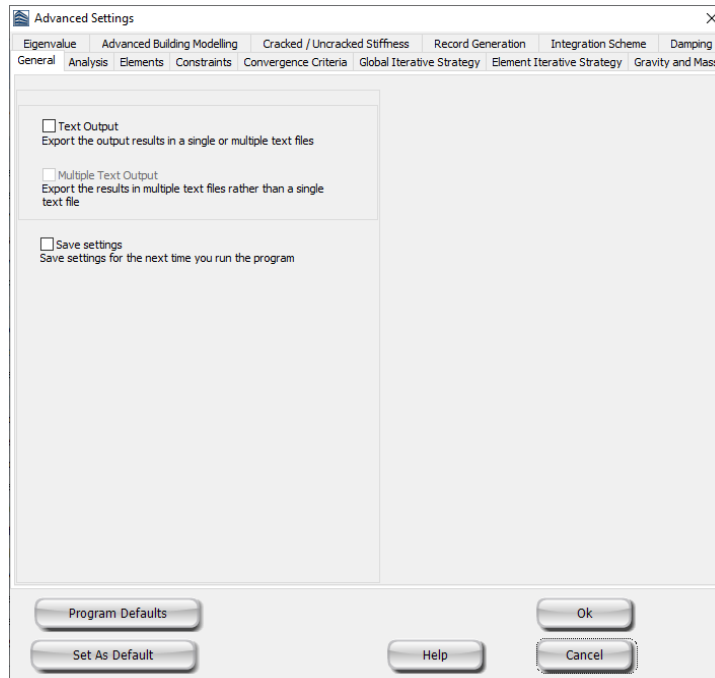 Advanced Settings
Eigenvalue Advanced Building Modelling Cracked / Uncracked Stiffness Record Generation Integration Scheme Damping
General Analysis Elements Constraints Convergence Criteria Global Iterative Strategy Element Iterative Strategy Gravity and Mass
Text Output
Export the output results in a single or multiple text files
Multiple Text Output
Export the results in multiple text files rather than a single
text file
Save settings
Save settings for the next time you run the program
Program Defaults Ok
Set As Default Help Cancel